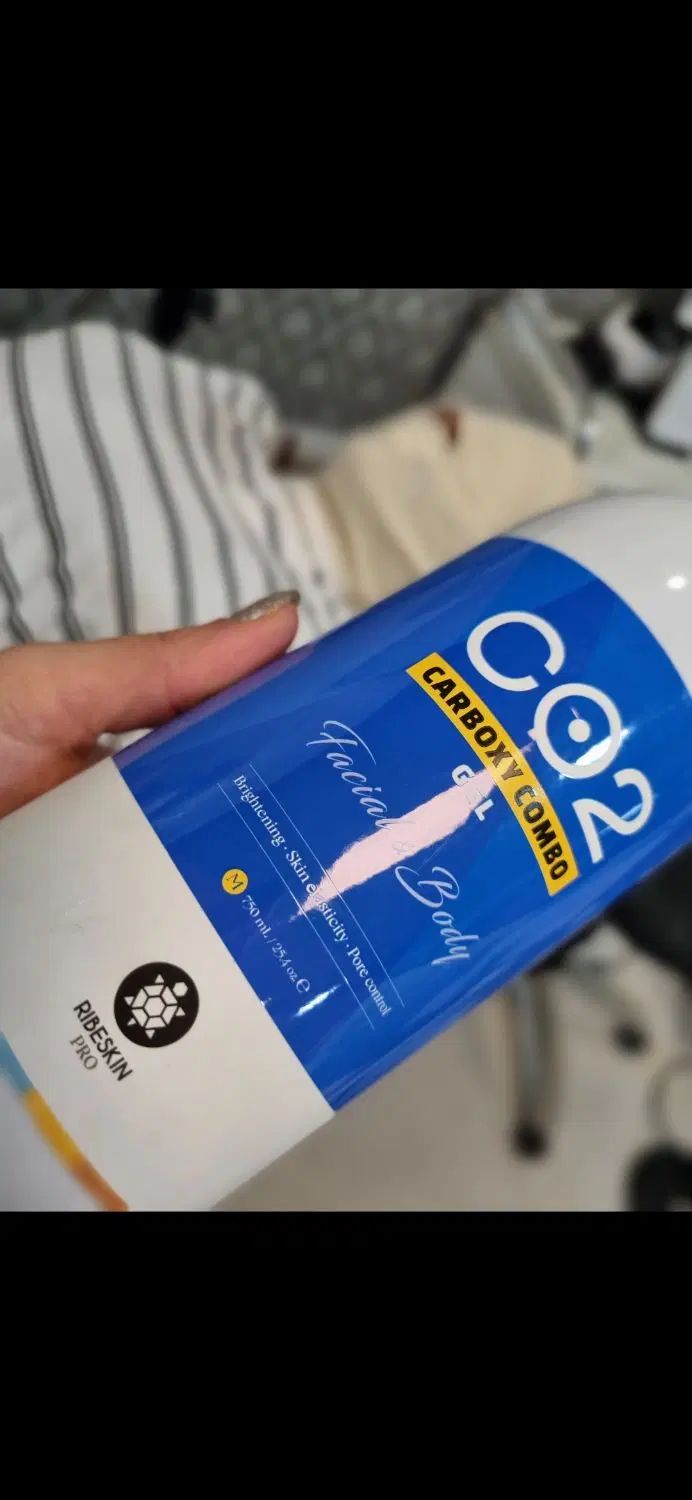 CO2
CARBOXY COMBO
GEL
Facial & Body
Brightening · Skin elasticity · Pore control
M 750 mL / 25.4 oz ℮
RIBESKIN
PRO